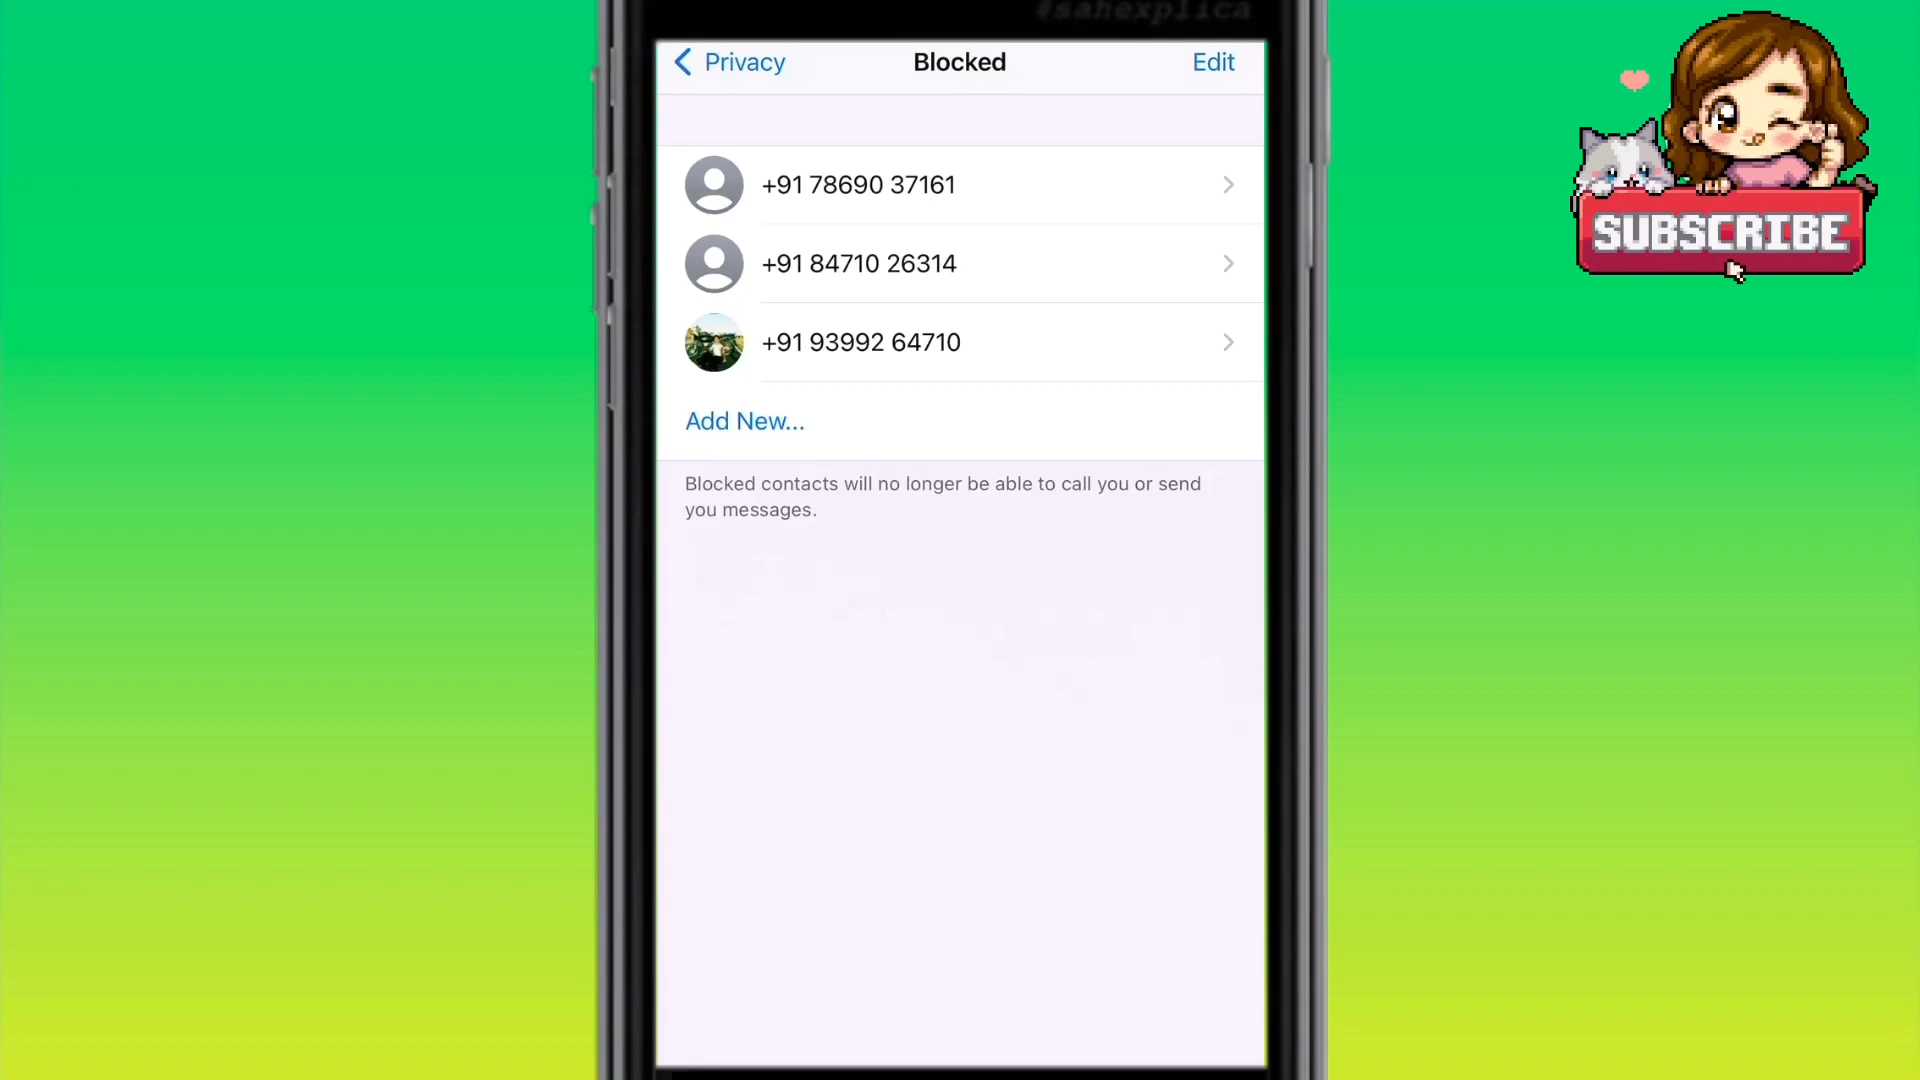 #sahexplica
Privacy
Blocked
Edit
+91 78690 37161
+91 84710 26314
+91 93992 64710
Add New...
Blocked contacts will no longer be able to call you or send
you messages.
SUBSCRIBE